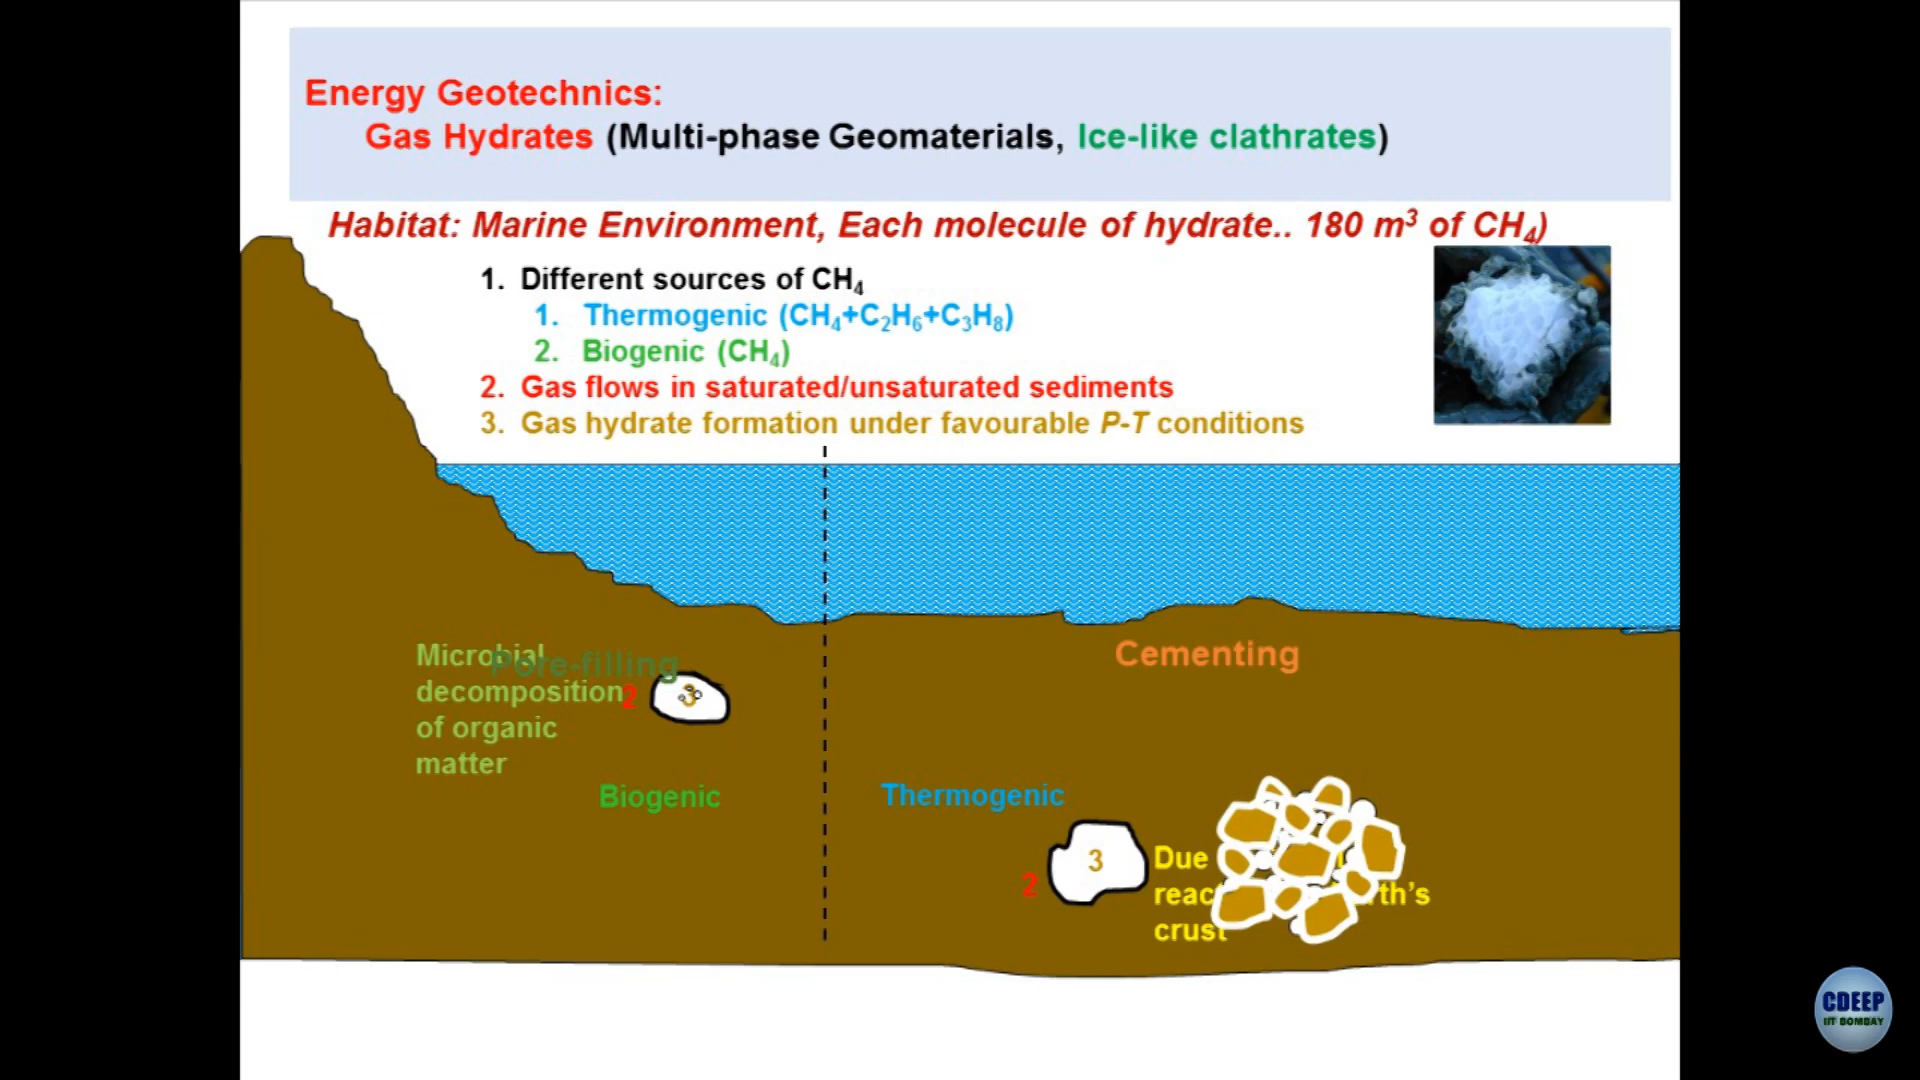 Energy Geotechnics:
Gas Hydrates (Multi-phase Geomaterials, Ice-like clathrates)
Habitat: Marine Environment, Each molecule of hydrate.. 180 m³ of CH₄)
1. Different sources of CH₄
1. Thermogenic (CH₄+C₂H₆+C₃H₈)
2. Biogenic (CH₄)
2. Gas flows in saturated/unsaturated sediments
3. Gas hydrate formation under favourable P-T conditions
Microbial
Pore-filling
decomposition
of organic
matter
2
3
Cementing
Biogenic
Thermogenic
2
3
Due
crust
CDEEP
IIT BOMBAY